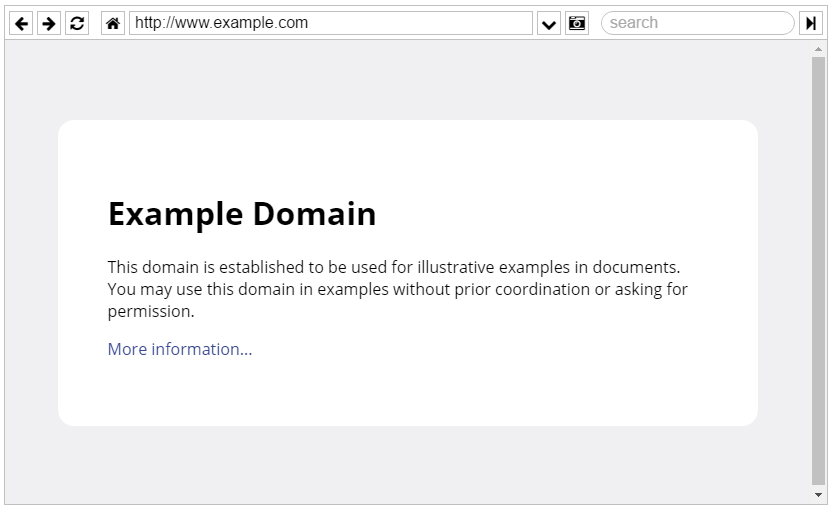 http://www.example.com
search
Example Domain
This domain is established to be used for illustrative examples in documents.
You may use this domain in examples without prior coordination or asking for
permission.
More information...